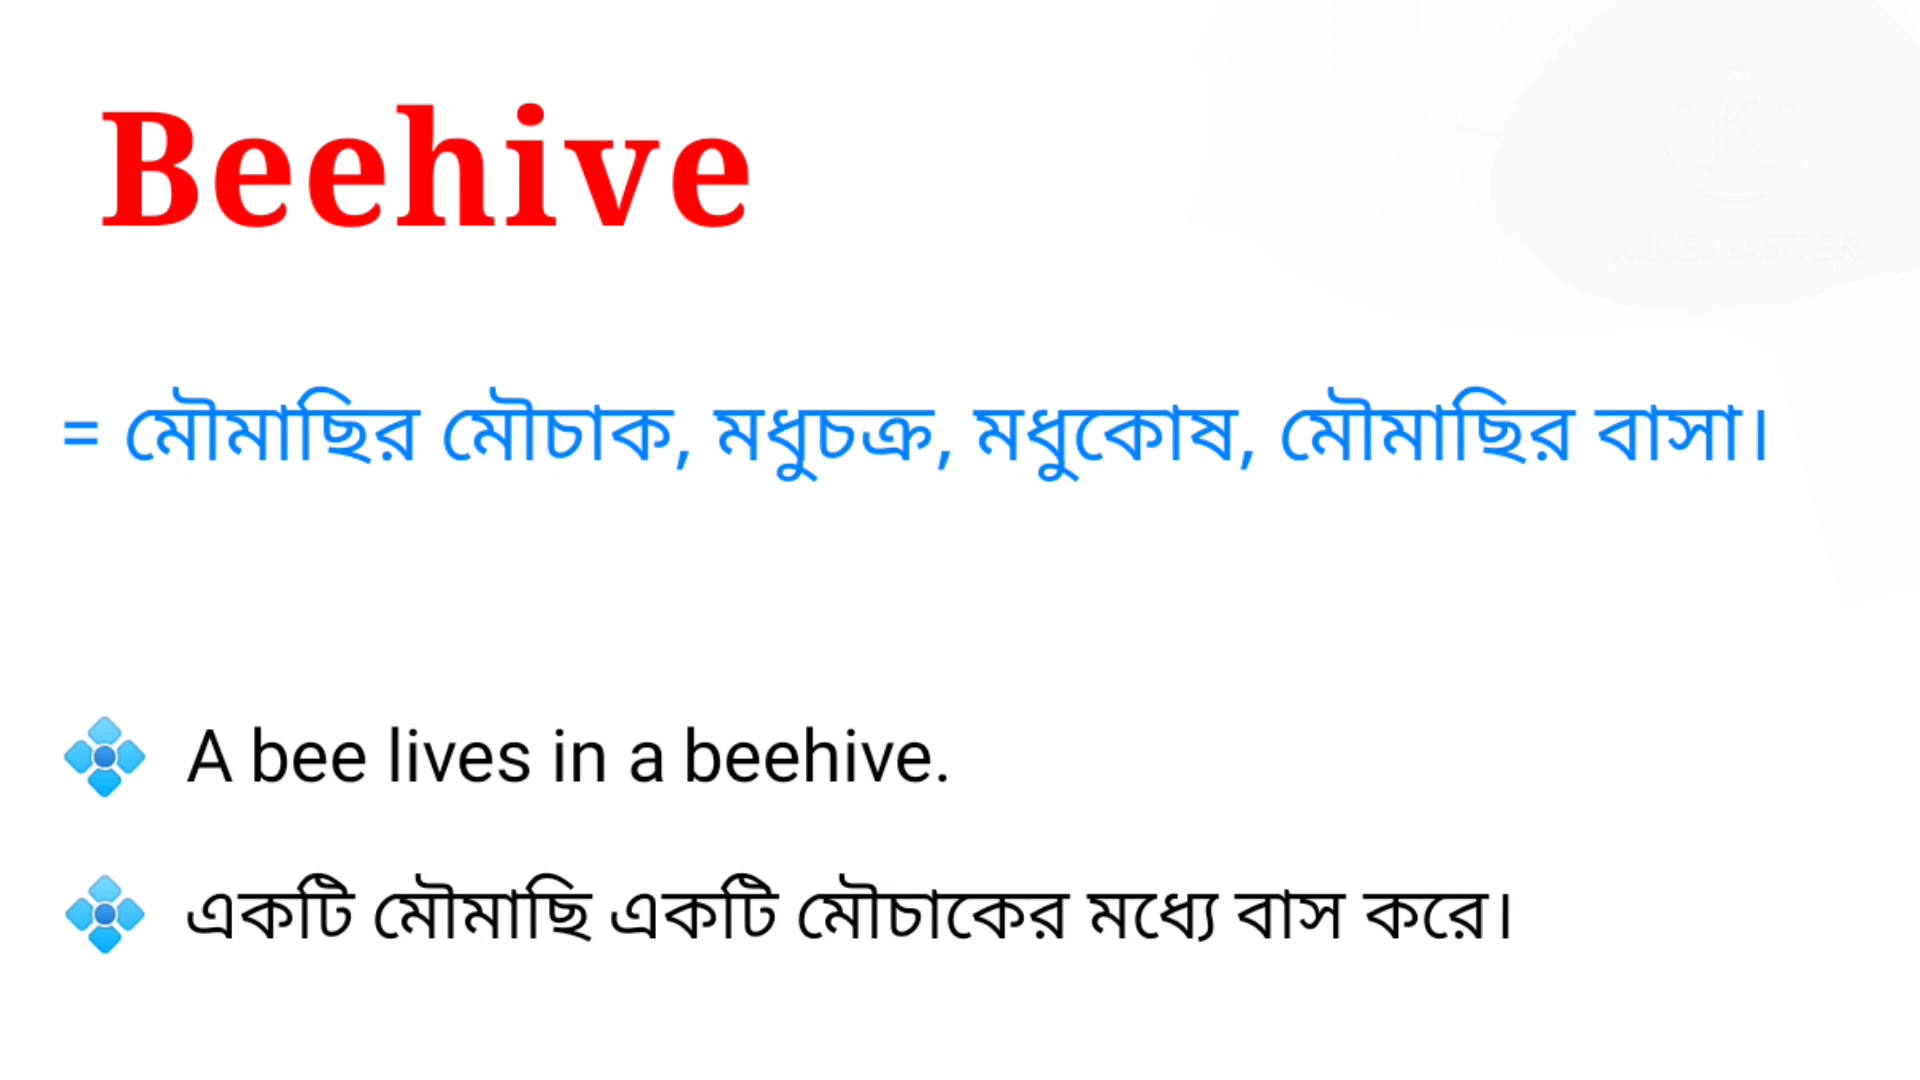 Beehive
= মৌমাছির মৌচাক, মধুচক্র, মধুকোষ, মৌমাছির বাসা।
A bee lives in a beehive.
একটি মৌমাছি একটি মৌচাকের মধ্যে বাস করে।